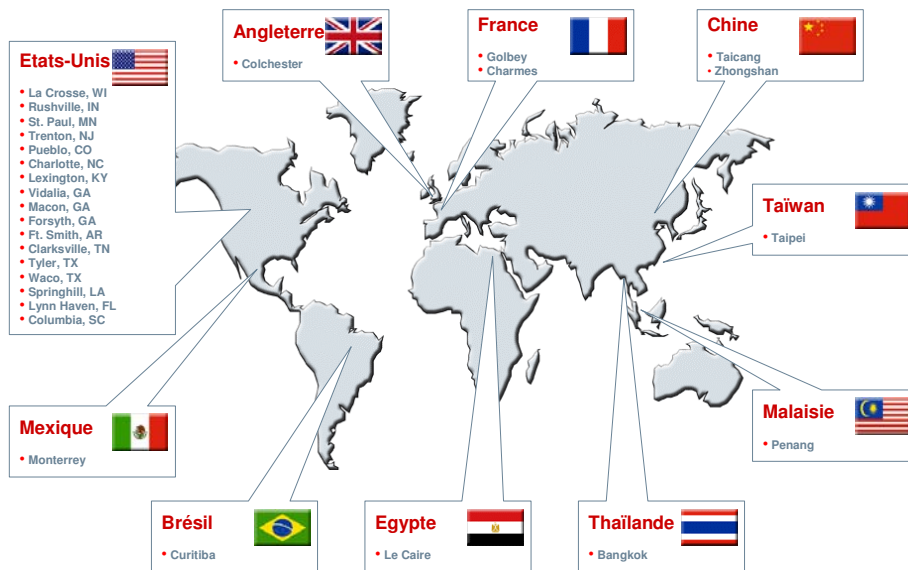 Etats-Unis
• La Crosse, WI
• Rushville, IN
• St. Paul, MN
• Trenton, NJ
• Pueblo, CO
• Charlotte, NC
• Lexington, KY
• Vidalia, GA
• Macon, GA
• Forsyth, GA
• Ft. Smith, AR
• Clarksville, TN
• Tyler, TX
• Waco, TX
• Springhill, LA
• Lynn Haven, FL
• Columbia, SC
Angleterre
• Colchester
France
• Golbey
• Charmes
Chine
• Taicang
• Zhongshan
Taïwan
• Taipei
Mexique
• Monterrey
Malaisie
• Penang
Brésil
• Curitiba
Egypte
• Le Caire
Thaïlande
• Bangkok